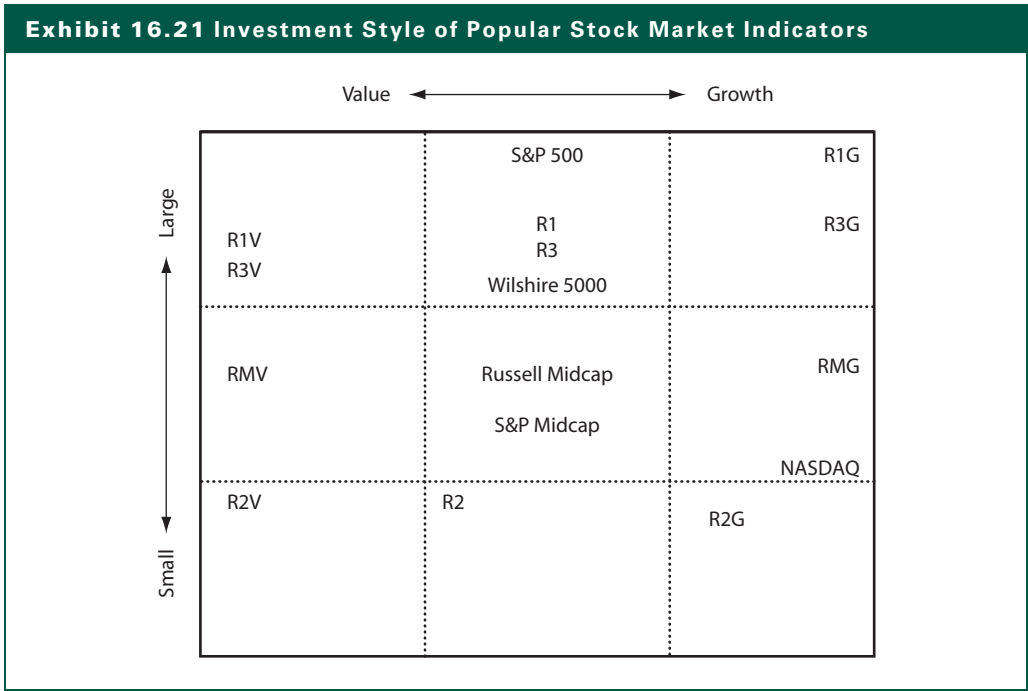 Exhibit 16.21 Investment Style of Popular Stock Market Indicators
Value Growth
Large
Small
S&P 500 R1G
R1V R1 R3G
R3V R3
Wilshire 5000
RMV Russell Midcap RMG
S&P Midcap
NASDAQ
R2V R2 R2G